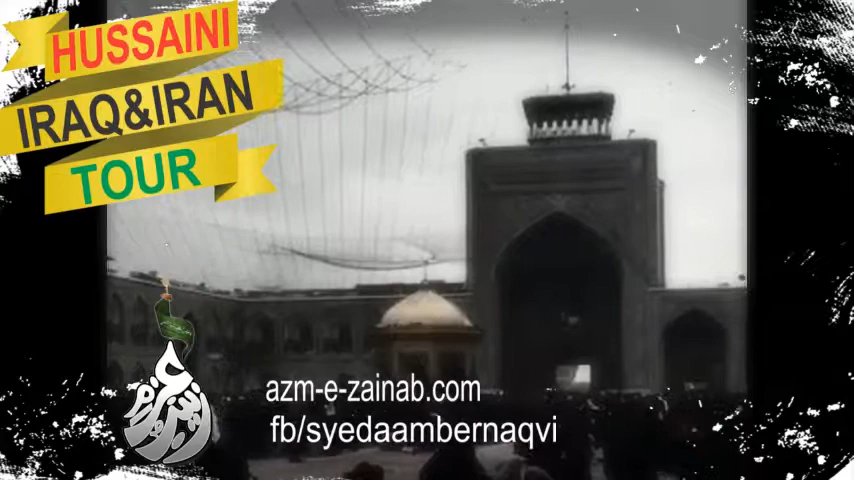 HUSSAINI
IRAQ&IRAN
TOUR
azm-e-zainab.com
fb/syedaambernaqvi